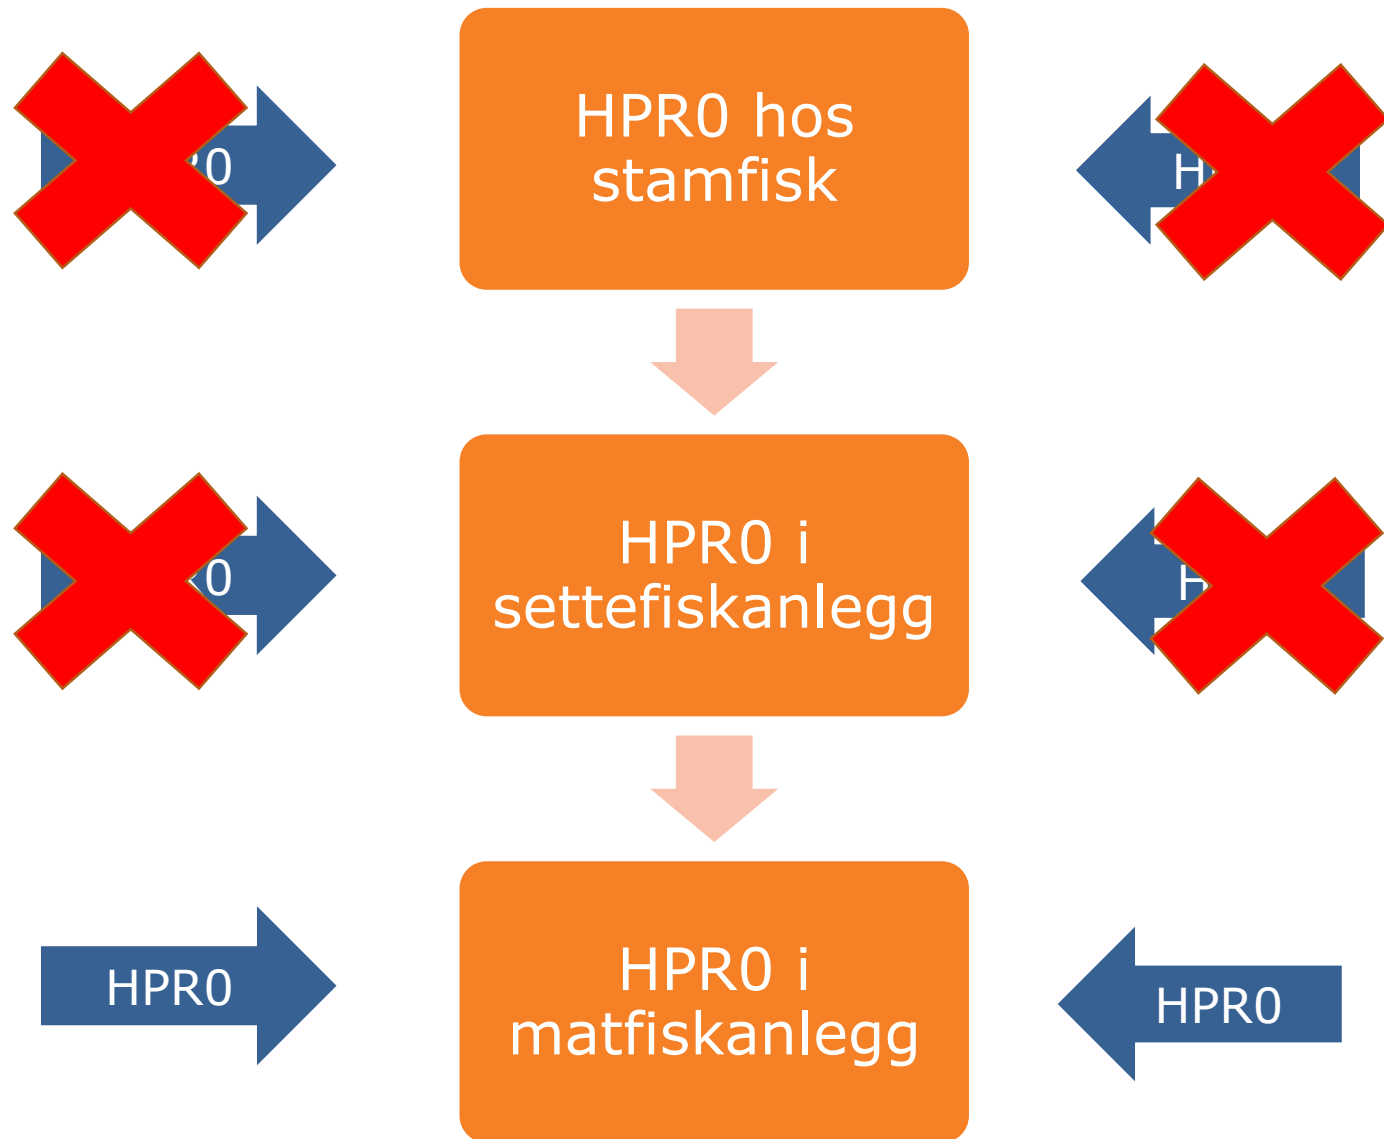 HPR0 hos
stamfisk
HPR0 i
settefiskanlegg
HPR0
HPR0 i
matfiskanlegg
HPR0